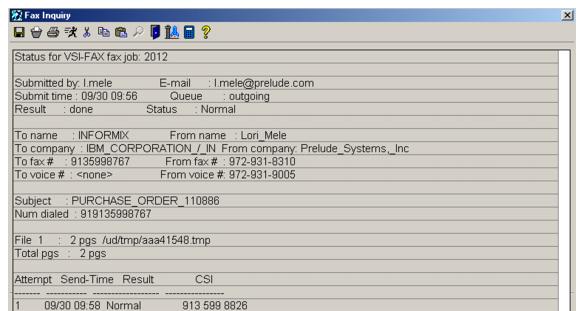 Fax Inquiry
Status for VSI-FAX fax job: 2012
Submitted by: l.mele E-mail : l.mele@prelude.com
Submit time : 09/30 09:56 Queue : outgoing
Result : done Status : Normal
To name : INFORMIX From name : Lori_Mele
To company : IBM_CORPORATION_/_IN From company: Prelude_Systems,_Inc
To fax # : 9135998767 From fax # : 972-931-8310
To voice # : <none> From voice #: 972-931-9005
Subject : PURCHASE_ORDER_110886
Num dialed : 919135998767
File 1 : 2 pgs /ud/tmp/aaa41548.tmp
Total pgs : 2 pgs
Attempt Send-Time Result CSI
------- ----------- ------------------ ----------------
1 09/30 09:58 Normal 913 599 8826